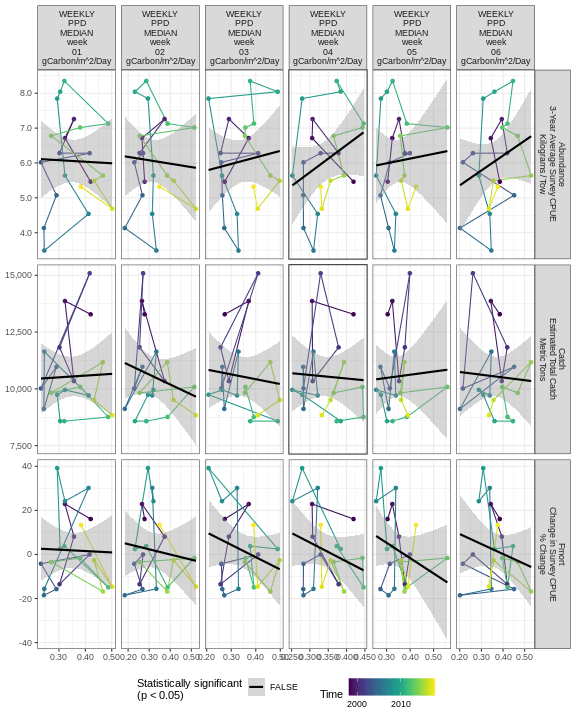 WEEKLY PPD MEDIAN week 01 gCarbon/m^2/Day
WEEKLY PPD MEDIAN week 02 gCarbon/m^2/Day
WEEKLY PPD MEDIAN week 03 gCarbon/m^2/Day
WEEKLY PPD MEDIAN week 04 gCarbon/m^2/Day
WEEKLY PPD MEDIAN week 05 gCarbon/m^2/Day
WEEKLY PPD MEDIAN week 06 gCarbon/m^2/Day
8.0
7.0
6.0
5.0
4.0
Abundance
3-Year Average Survey CPUE
Kilograms / Tow
15,000
12,500
10,000
7,500
Catch
Estimated Total Catch
Metric Tons
40
20
0
-20
-40
Fmort
Change in Survey CPUE
% Change
0.30 0.40 0.50
0.20 0.30 0.40 0.50
0.20 0.30 0.40 0.50
0.250 0.300 0.350 0.400 0.450
0.30 0.40 0.50
0.20 0.30 0.40 0.50
Statistically significant
(p < 0.05)
FALSE
Time
2000 2010